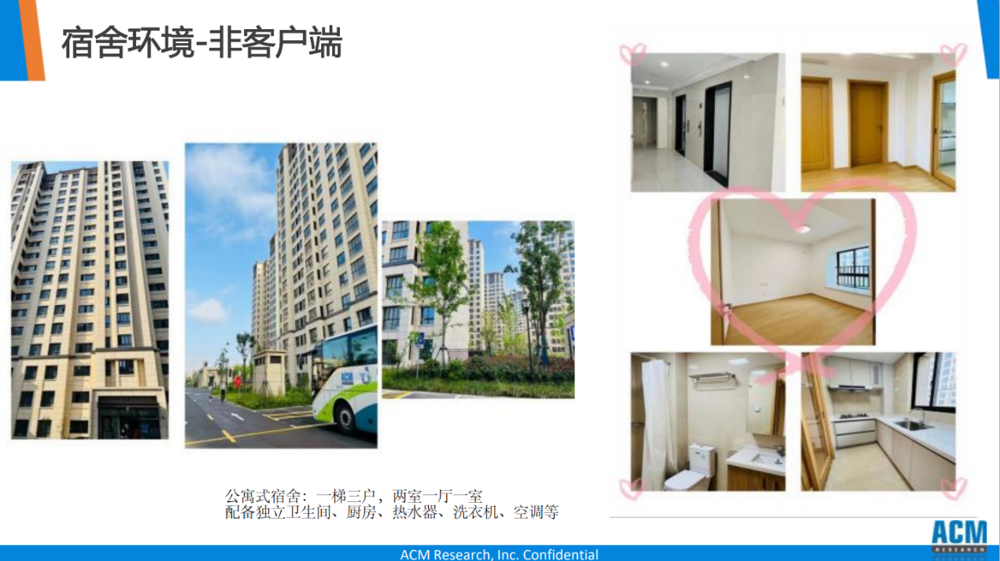 宿舍环境-非客户端
ACM
公寓式宿舍：一梯三户，两室一厅一室
配备独立卫生间、厨房、热水器、洗衣机、空调等
ACM
RESEARCH
ACM Research, Inc. Confidential